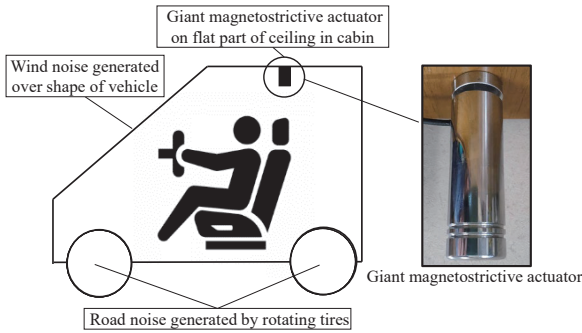 Giant magnetostrictive actuator
on flat part of ceiling in cabin
Wind noise generated
over shape of vehicle
Giant magnetostrictive actuator
Road noise generated by rotating tires